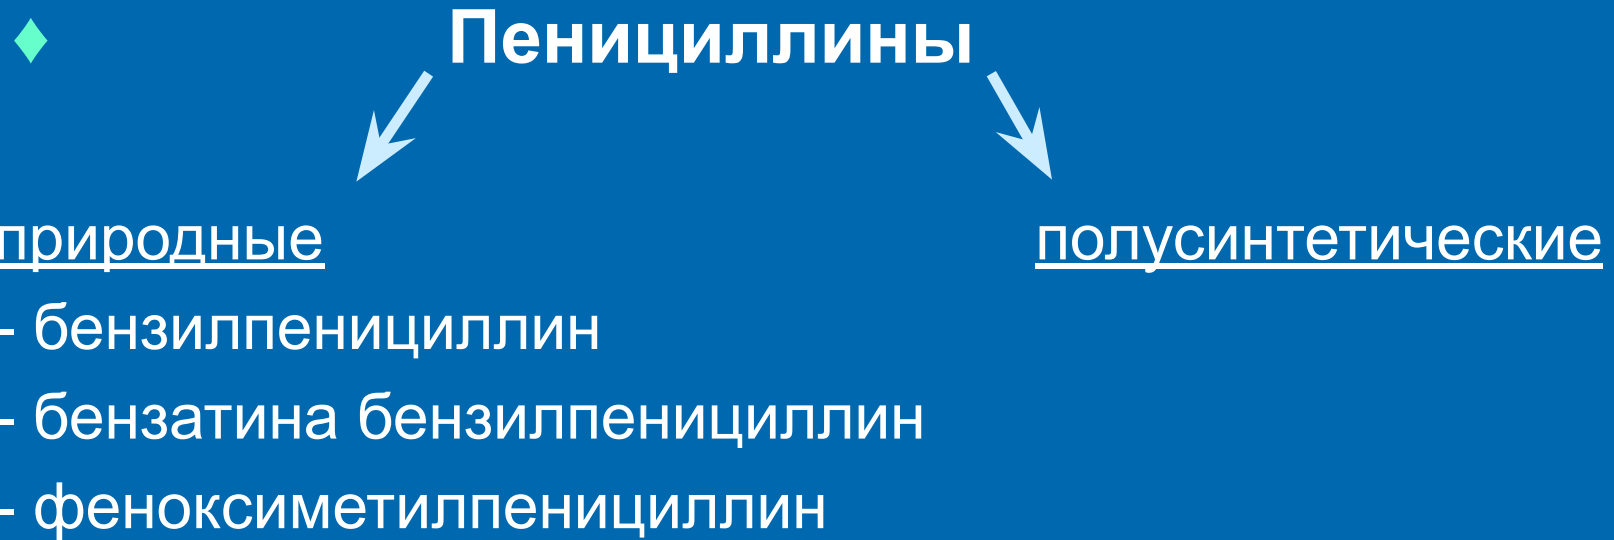 Пенициллины
природные полусинтетические
- бензилпенициллин
- бензатина бензилпенициллин
- феноксиметилпенициллин